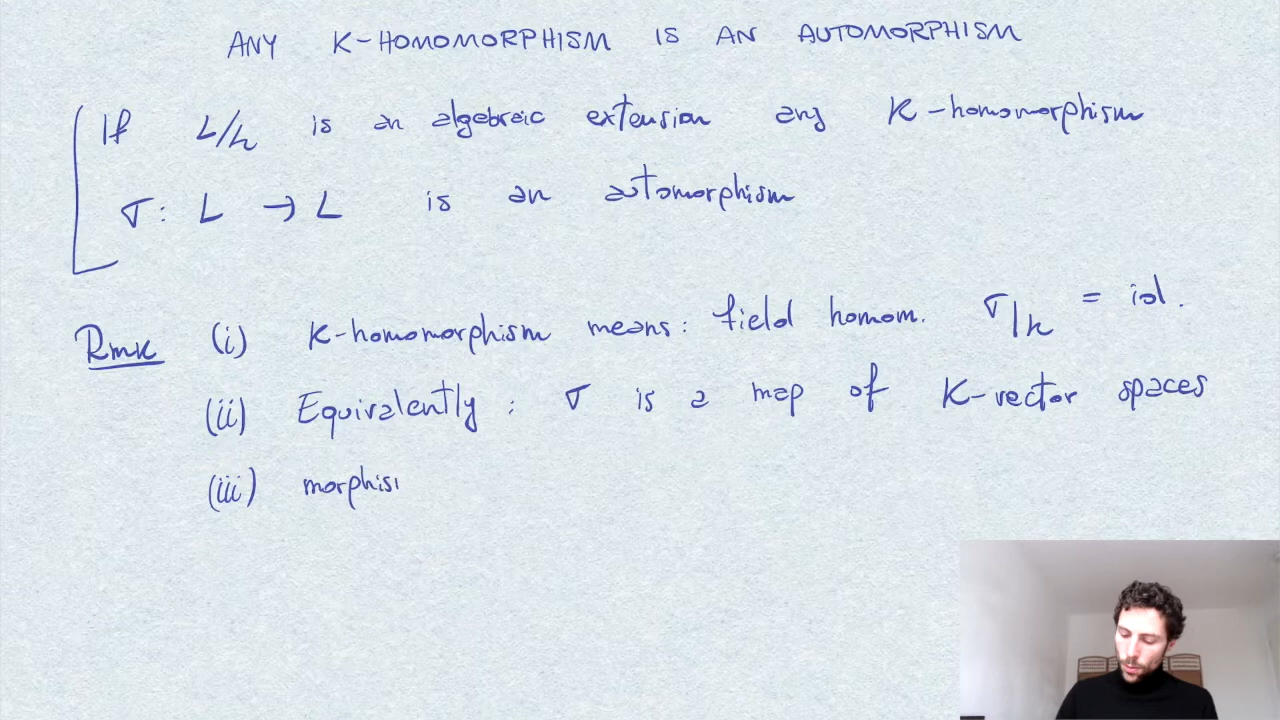 ANY K-HOMOMORPHISM IS AN AUTOMORPHISM
If L/k is an algebraic extension any K-homomorphism
σ: L → L is an automorphism
Rmk (i) K-homomorphism means: field homom. σ|k = id.
(ii) Equivalently: σ is a map of K-vector spaces
(iii) morphis